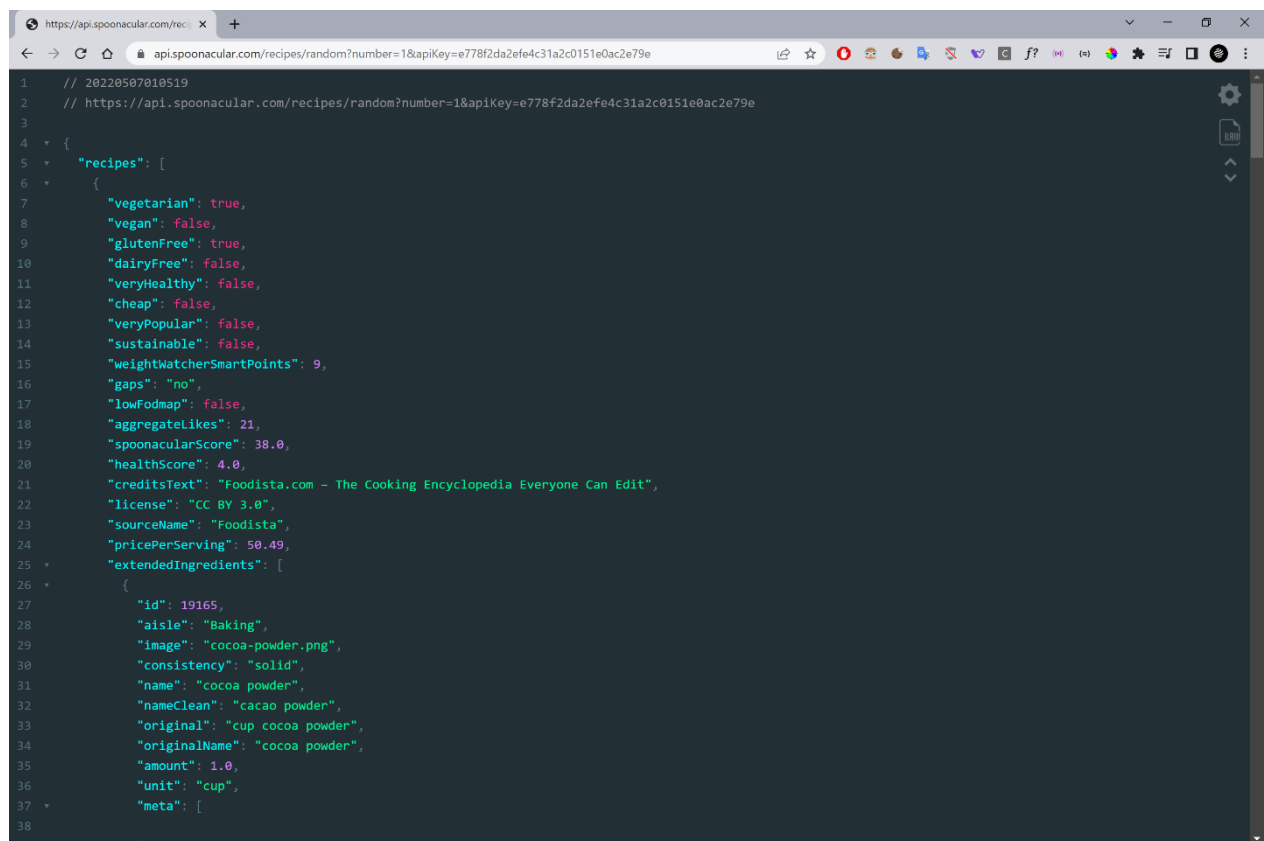 https://api.spoonacular.com/reci
api.spoonacular.com/recipes/random?number=1&apiKey=e778f2da2efe4c31a2c0151e0ac2e79e
1 // 20220507010519
2 // https://api.spoonacular.com/recipes/random?number=1&apiKey=e778f2da2efe4c31a2c0151e0ac2e79e
3
4 {
5 "recipes": [
6 {
7 "vegetarian": true,
8 "vegan": false,
9 "glutenFree": true,
10 "dairyFree": false,
11 "veryHealthy": false,
12 "cheap": false,
13 "veryPopular": false,
14 "sustainable": false,
15 "weightWatcherSmartPoints": 9,
16 "gaps": "no",
17 "lowFodmap": false,
18 "aggregateLikes": 21,
19 "spoonacularScore": 38.0,
20 "healthScore": 4.0,
21 "creditsText": "Foodista.com – The Cooking Encyclopedia Everyone Can Edit",
22 "license": "CC BY 3.0",
23 "sourceName": "Foodista",
24 "pricePerServing": 50.49,
25 "extendedIngredients": [
26 {
27 "id": 19165,
28 "aisle": "Baking",
29 "image": "cocoa-powder.png",
30 "consistency": "solid",
31 "name": "cocoa powder",
32 "nameClean": "cacao powder",
33 "original": "cup cocoa powder",
34 "originalName": "cocoa powder",
35 "amount": 1.0,
36 "unit": "cup",
37 "meta": [
38
RAW